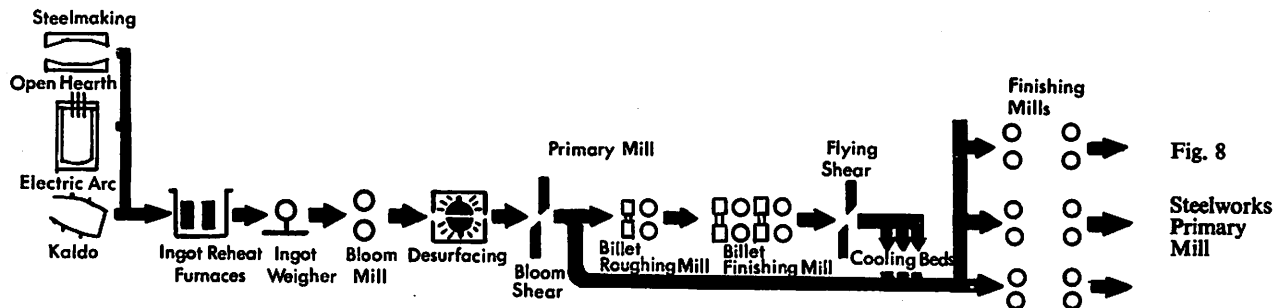 Steelmaking
Open Hearth
Electric Arc
Kaldo
Ingot Reheat
Furnaces
Ingot
Weigher
Bloom
Mill
Desurfacing
Primary Mill
Bloom
Shear
Billet
Roughing Mill
Billet
Finishing Mill
Flying
Shear
Cooling Beds
Finishing
Mills
Fig. 8
Steelworks
Primary
Mill